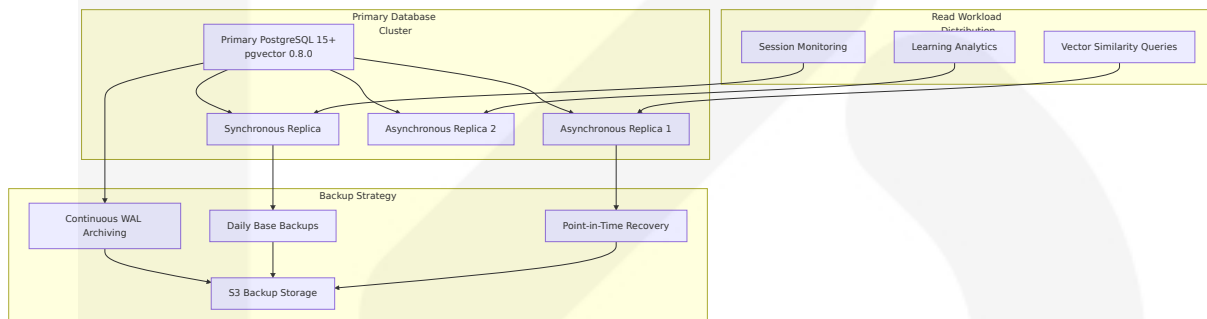 Primary Database
Cluster
Primary PostgreSQL 15+
pgvector 0.8.0
Read Workload
Distribution
Session Monitoring
Learning Analytics
Vector Similarity Queries
Synchronous Replica
Asynchronous Replica 2
Asynchronous Replica 1
Backup Strategy
Continuous WAL
Archiving
Daily Base Backups
Point-in-Time Recovery
S3 Backup Storage